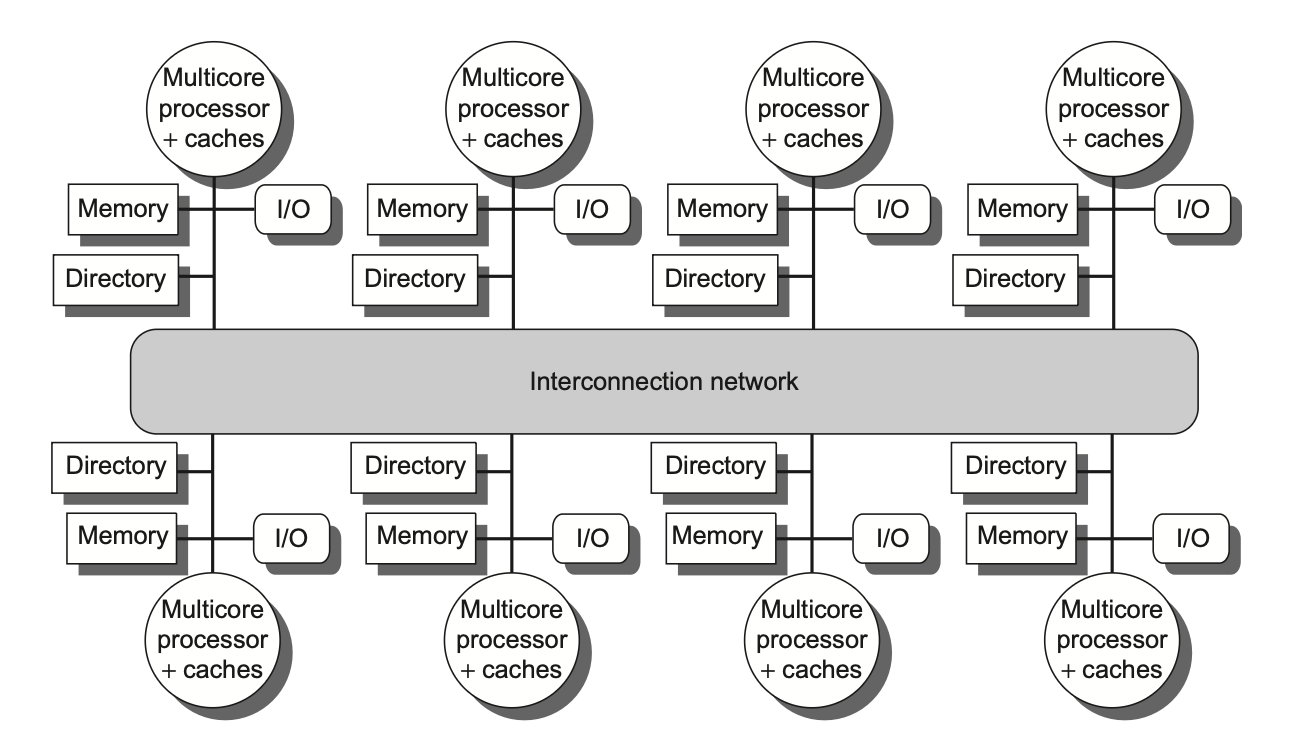 Multicore
processor
+ caches
Multicore
processor
+ caches
Multicore
processor
+ caches
Multicore
processor
+ caches
Memory
I/O
Memory
I/O
Memory
I/O
Memory
I/O
Directory
Directory
Directory
Directory
Interconnection network
Directory
Directory
Directory
Directory
Memory
I/O
Memory
I/O
Memory
I/O
Memory
I/O
Multicore
processor
+ caches
Multicore
processor
+ caches
Multicore
processor
+ caches
Multicore
processor
+ caches